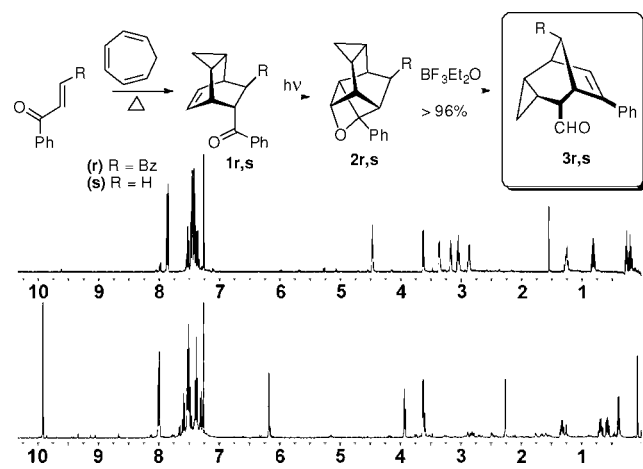 R
O
Ph
△
R
O
Ph
hν
R
O
Ph
BF3Et2O
> 96%
R
CHO
Ph
(r) R = Bz
(s) R = H
1r,s
2r,s
3r,s
10 9 8 7 6 5 4 3 2 1
10 9 8 7 6 5 4 3 2 1